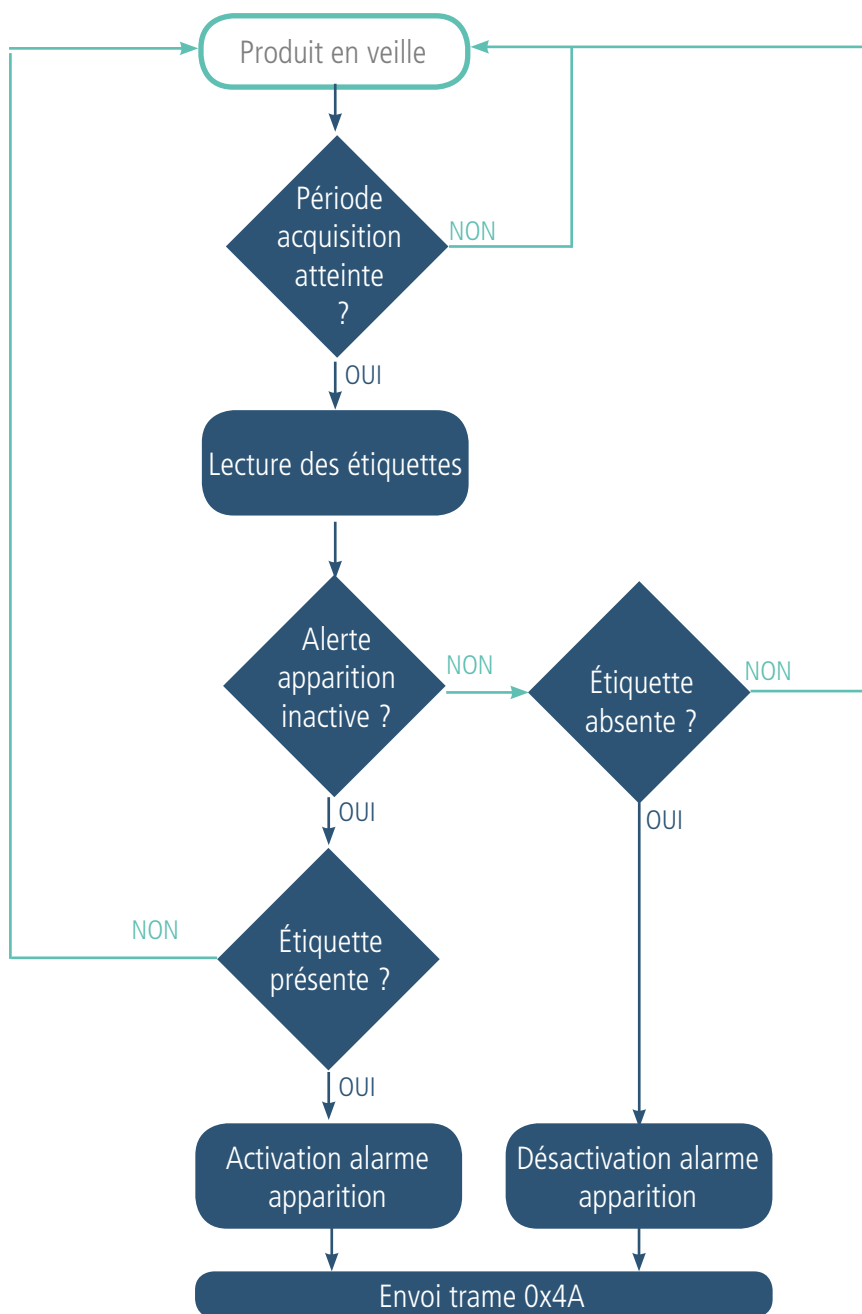 Produit en veille
Période
acquisition
atteinte
?
NON
OUI
Lecture des étiquettes
Alerte
apparition
inactive ?
NON
Étiquette
absente ?
NON
OUI
OUI
Étiquette
présente ?
NON
OUI
Activation alarme
apparition
Désactivation alarme
apparition
Envoi trame 0x4A